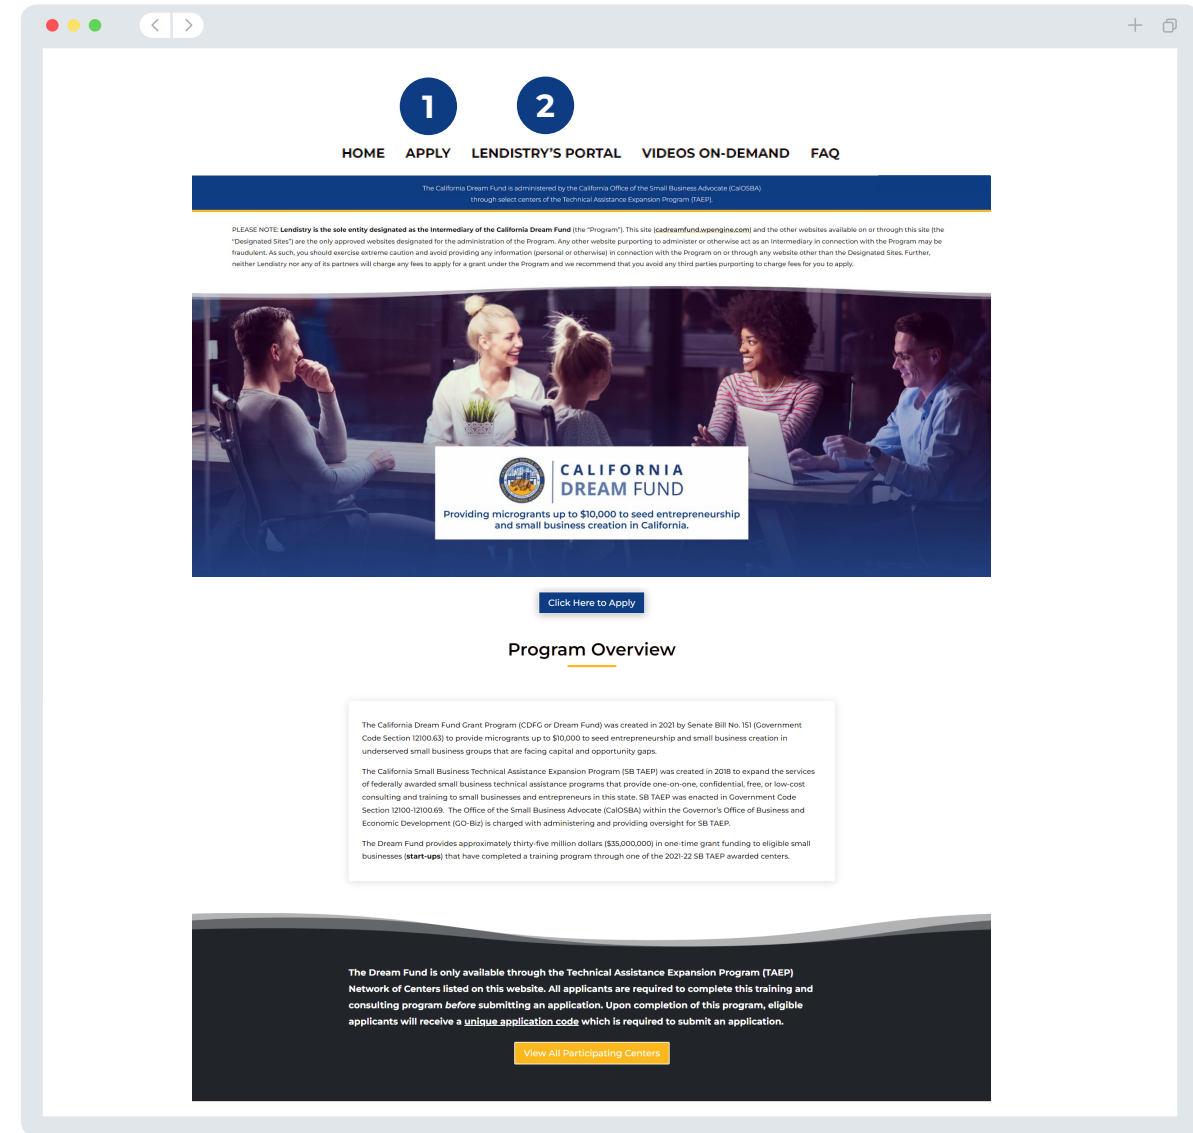 1
2
HOME APPLY LENDISTRY'S PORTAL VIDEOS ON-DEMAND FAQ
The California Dream Fund is administered by the California Office of the Small Business Advocate (CalOSBA)
through select centers of the Technical Assistance Expansion Program (TAEP).
PLEASE NOTE: Lendistry is the sole entity designated as the Intermediary of the California Dream Fund (the "Program"). This site (cadreamfund.wpengine.com) and the other websites available on or through this site (the
"Designated Sites") are the only approved websites designated for the administration of the Program. Any other website purporting to administer or otherwise act as an Intermediary in connection with the Program may be
fraudulent. As such, you should exercise extreme caution and avoid providing any information (personal or otherwise) in connection with the Program on or through any website other than the Designated Sites. Further,
neither Lendistry nor any of its partners will charge any fees to apply for a grant under the Program and we recommend that you avoid any third parties purporting to charge fees for you to apply.
CALIFORNIA
DREAM FUND
Providing microgrants up to $10,000 to seed entrepreneurship
and small business creation in California.
Click Here to Apply
Program Overview
The California Dream Fund Grant Program (CDFG or Dream Fund) was created in 2021 by Senate Bill No. 151 (Government
Code Section 12100.63) to provide microgrants up to $10,000 to seed entrepreneurship and small business creation in
underserved small business groups that are facing capital and opportunity gaps.
The California Small Business Technical Assistance Expansion Program (SB TAEP) was created in 2018 to expand the services
of federally awarded small business technical assistance programs that provide one-on-one, confidential, free, or low-cost
consulting and training to small businesses and entrepreneurs in this state. SB TAEP was enacted in Government Code
Section 12100-12100.69. The Office of the Small Business Advocate (CalOSBA) within the Governor's Office of Business and
Economic Development (GO-Biz) is charged with administering and providing oversight for SB TAEP.
The Dream Fund provides approximately thirty-five million dollars ($35,000,000) in one-time grant funding to eligible small
businesses (start-ups) that have completed a training program through one of the 2021-22 SB TAEP awarded centers.
The Dream Fund is only available through the Technical Assistance Expansion Program (TAEP)
Network of Centers listed on this website. All applicants are required to complete this training and
consulting program before submitting an application. Upon completion of this program, eligible
applicants will receive a unique application code which is required to submit an application.
View All Participating Centers